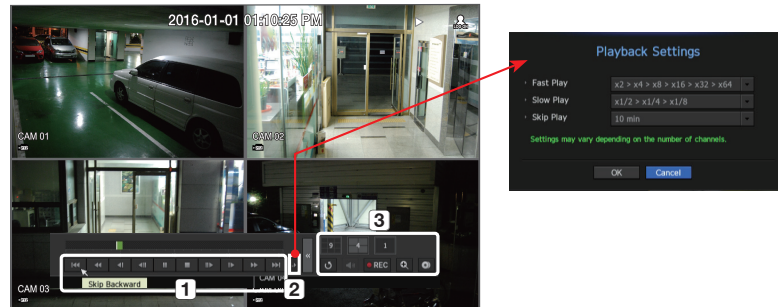 2016-01-01 01:10:25 PM
CAM 01
CAM 02
CAM 03
CAM 04
9 4 1
REC
Skip Backward
1
2
3
Playback Settings
Fast Play x2 > x4 > x8 > x16 > x32 > x64
Slow Play x1/2 > x1/4 > x1/8
Skip Play 10 min
Settings may vary depending on the number of channels.
OK Cancel